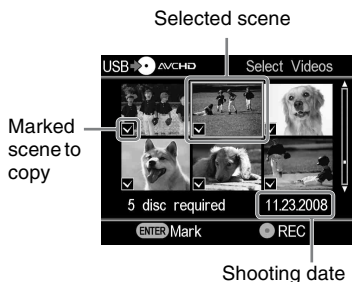 Selected scene
USB AVCHD Select Videos
Marked
scene to
copy
5 disc required 11.23.2008
ENTER Mark REC
Shooting date